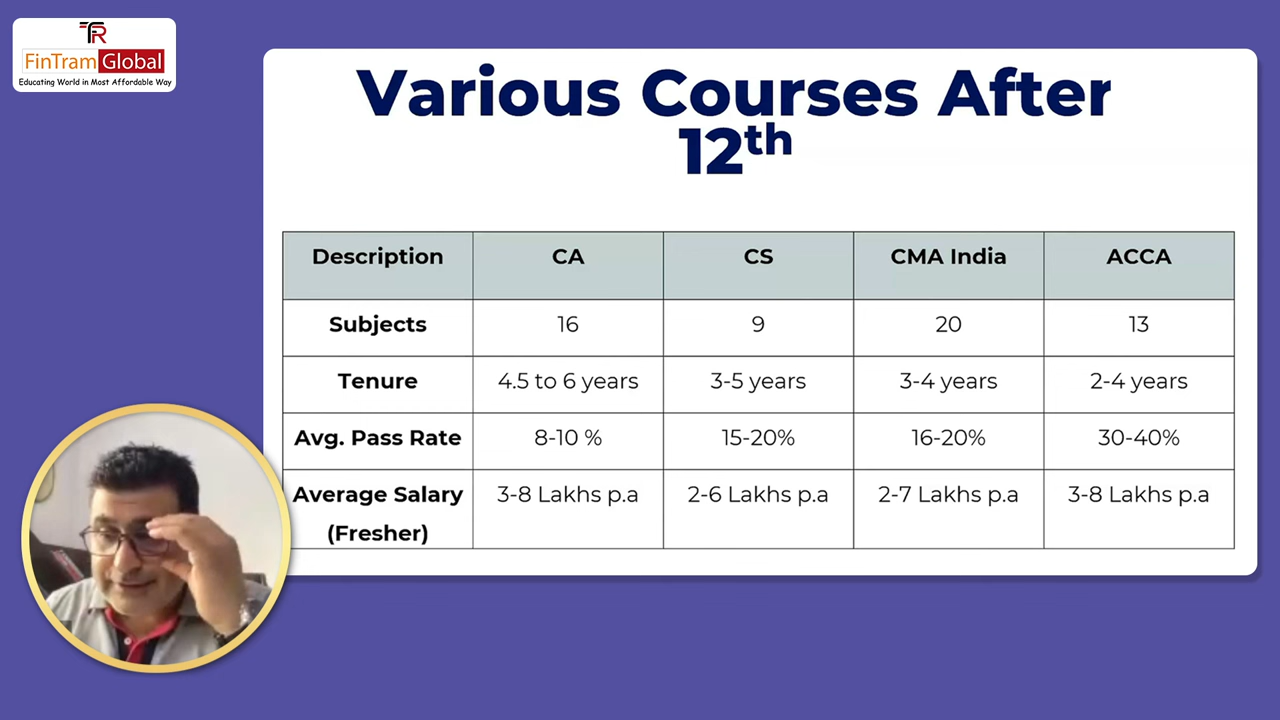 FR
FinTram Global
Educating World in Most Affordable Way
Various Courses After
12th
Description CA CS CMA India ACCA
Subjects 16 9 20 13
Tenure 4.5 to 6 years 3-5 years 3-4 years 2-4 years
Avg. Pass Rate 8-10 % 15-20% 16-20% 30-40%
Average Salary 3-8 Lakhs p.a 2-6 Lakhs p.a 2-7 Lakhs p.a 3-8 Lakhs p.a
(Fresher)